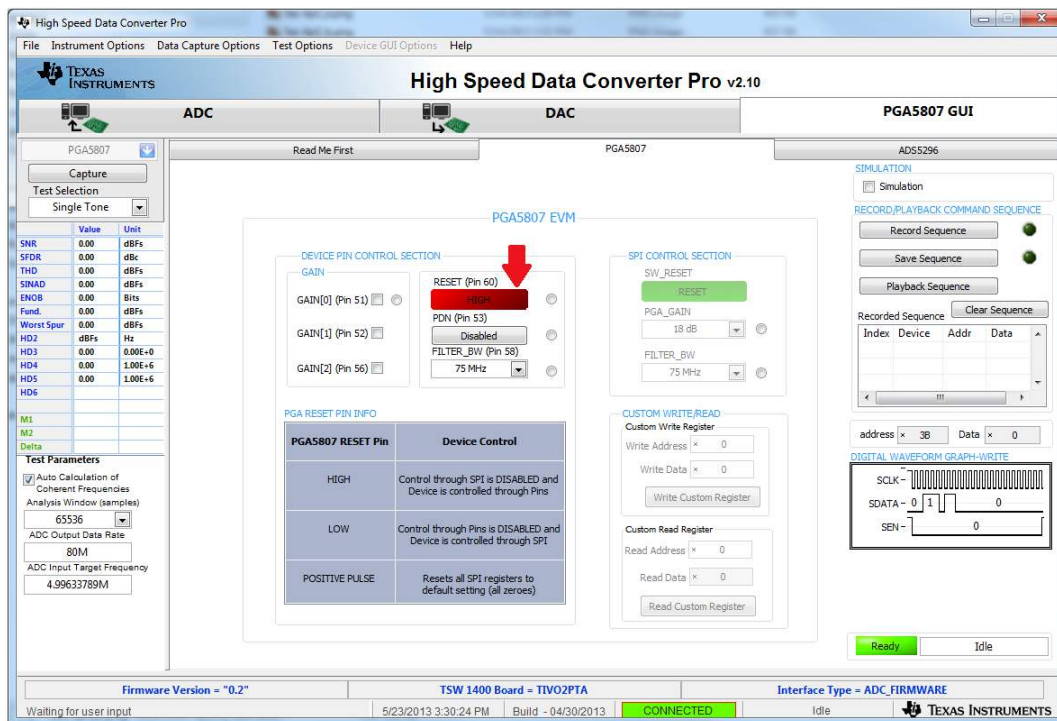 High Speed Data Converter Pro
File Instrument Options Data Capture Options Test Options Device GUI Options Help
TEXAS INSTRUMENTS
High Speed Data Converter Pro v2.10
ADC
DAC
PGA5807 GUI
PGA5807
Capture
Test Selection
Single Tone
Value Unit
SNR 0.00 dBFs
SFDR 0.00 dBc
THD 0.00 dBFs
SINAD 0.00 dBFs
ENOB 0.00 Bits
Fund. 0.00 dBFs
Worst Spur 0.00 dBFs
HD2 dBFs Hz
HD3 0.00 0.00E+0
HD4 0.00 1.00E+6
HD5 0.00 1.00E+6
HD6
M1
M2
Delta
Test Parameters
Auto Calculation of
Coherent Frequencies
Analysis Window (samples)
65536
ADC Output Data Rate
80M
ADC Input Target Frequency
4.99633789M
Read Me First
PGA5807
ADS5296
PGA5807 EVM
DEVICE PIN CONTROL SECTION
GAIN
GAIN[0] (Pin 51)
GAIN[1] (Pin 52)
GAIN[2] (Pin 56)
RESET (Pin 60)
HIGH
PDN (Pin 53)
Disabled
FILTER_BW (Pin 58)
75 MHz
SPI CONTROL SECTION
SW_RESET
RESET
PGA_GAIN
18 dB
FILTER_BW
75 MHz
PGA RESET PIN INFO
PGA5807 RESET Pin Device Control
HIGH Control through SPI is DISABLED and
Device is controlled through Pins
LOW Control through Pins is DISABLED and
Device is controlled through SPI
POSITIVE PULSE Resets all SPI registers to
default setting (all zeroes)
CUSTOM WRITE/READ
Custom Write Register
Write Address x 0
Write Data x 0
Write Custom Register
Custom Read Register
Read Address x 0
Read Data x 0
Read Custom Register
SIMULATION
Simulation
RECORD/PLAYBACK COMMAND SEQUENCE
Record Sequence
Save Sequence
Playback Sequence
Recorded Sequence Clear Sequence
Index Device Addr Data
address x 3B Data x 0
DIGITAL WAVEFORM GRAPH-WRITE
SCLK
SDATA 0 1 0
SEN 0
Ready Idle
Firmware Version = "0.2" TSW 1400 Board = TIVO2PTA Interface Type = ADC_FIRMWARE
Waiting for user input 5/23/2013 3:30:24 PM Build - 04/30/2013 CONNECTED Idle TEXAS INSTRUMENTS